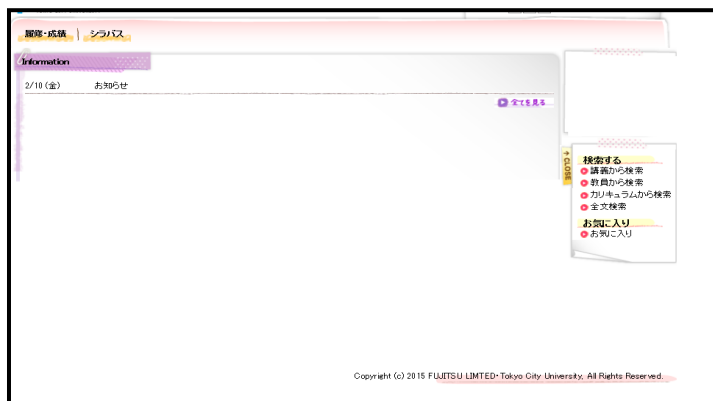 履修・成績 | シラバス
Information
2/10(金) お知らせ
全てを見る
↑CLOSE
検索する
講義から検索
教員から検索
カリキュラムから検索
全文検索
お気に入り
お気に入り
Copyright (c) 2015 FUJITSU LIMTED・Tokyo City University, All Rights Reserved.